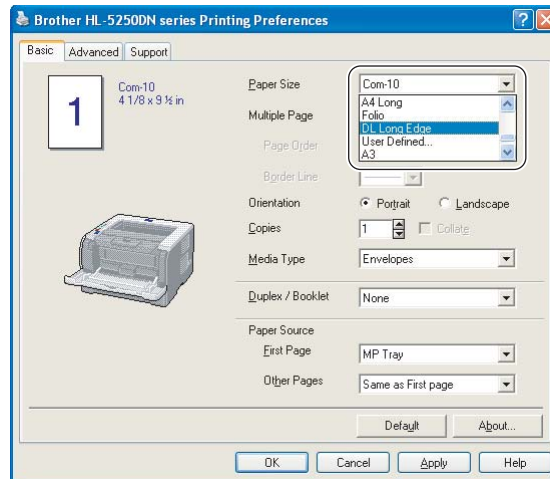 Brother HL-5250DN series Printing Preferences
Basic Advanced Support
Com-10
4 1/8 x 9 ½ in
1
Paper Size Com-10
A4 Long
Folio
DL Long Edge
User Defined...
A3
Multiple Page
Page Order
Border Line
Orientation Portrait Landscape
Copies 1 Collate
Media Type Envelopes
Duplex / Booklet None
Paper Source
First Page MP Tray
Other Pages Same as First page
Default About...
OK Cancel Apply Help